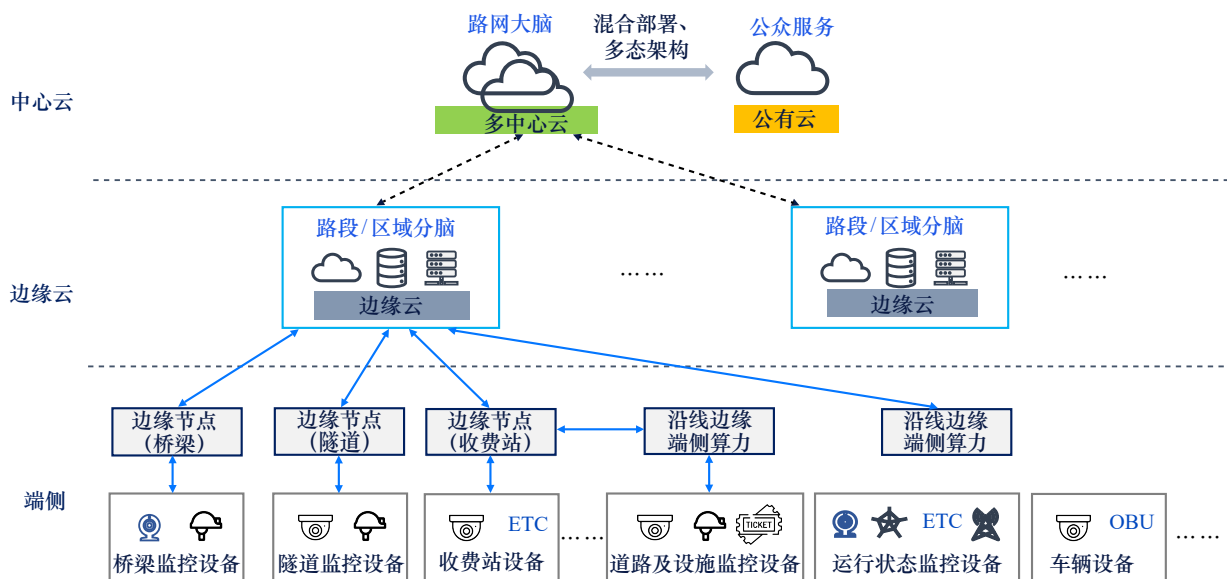 路网大脑
混合部署、
多态架构
公众服务
中心云
多中心云
公有云
路段/区域分脑
路段/区域分脑
……
……
边缘云
边缘云
边缘云
边缘节点
（桥梁）
边缘节点
（隧道）
边缘节点
（收费站）
沿线边缘
端侧算力
沿线边缘
端侧算力
端侧
ETC
TICKET
ETC
OBU
……
……
桥梁监控设备
隧道监控设备
收费站设备
道路及设施监控设备
运行状态监控设备
车辆设备